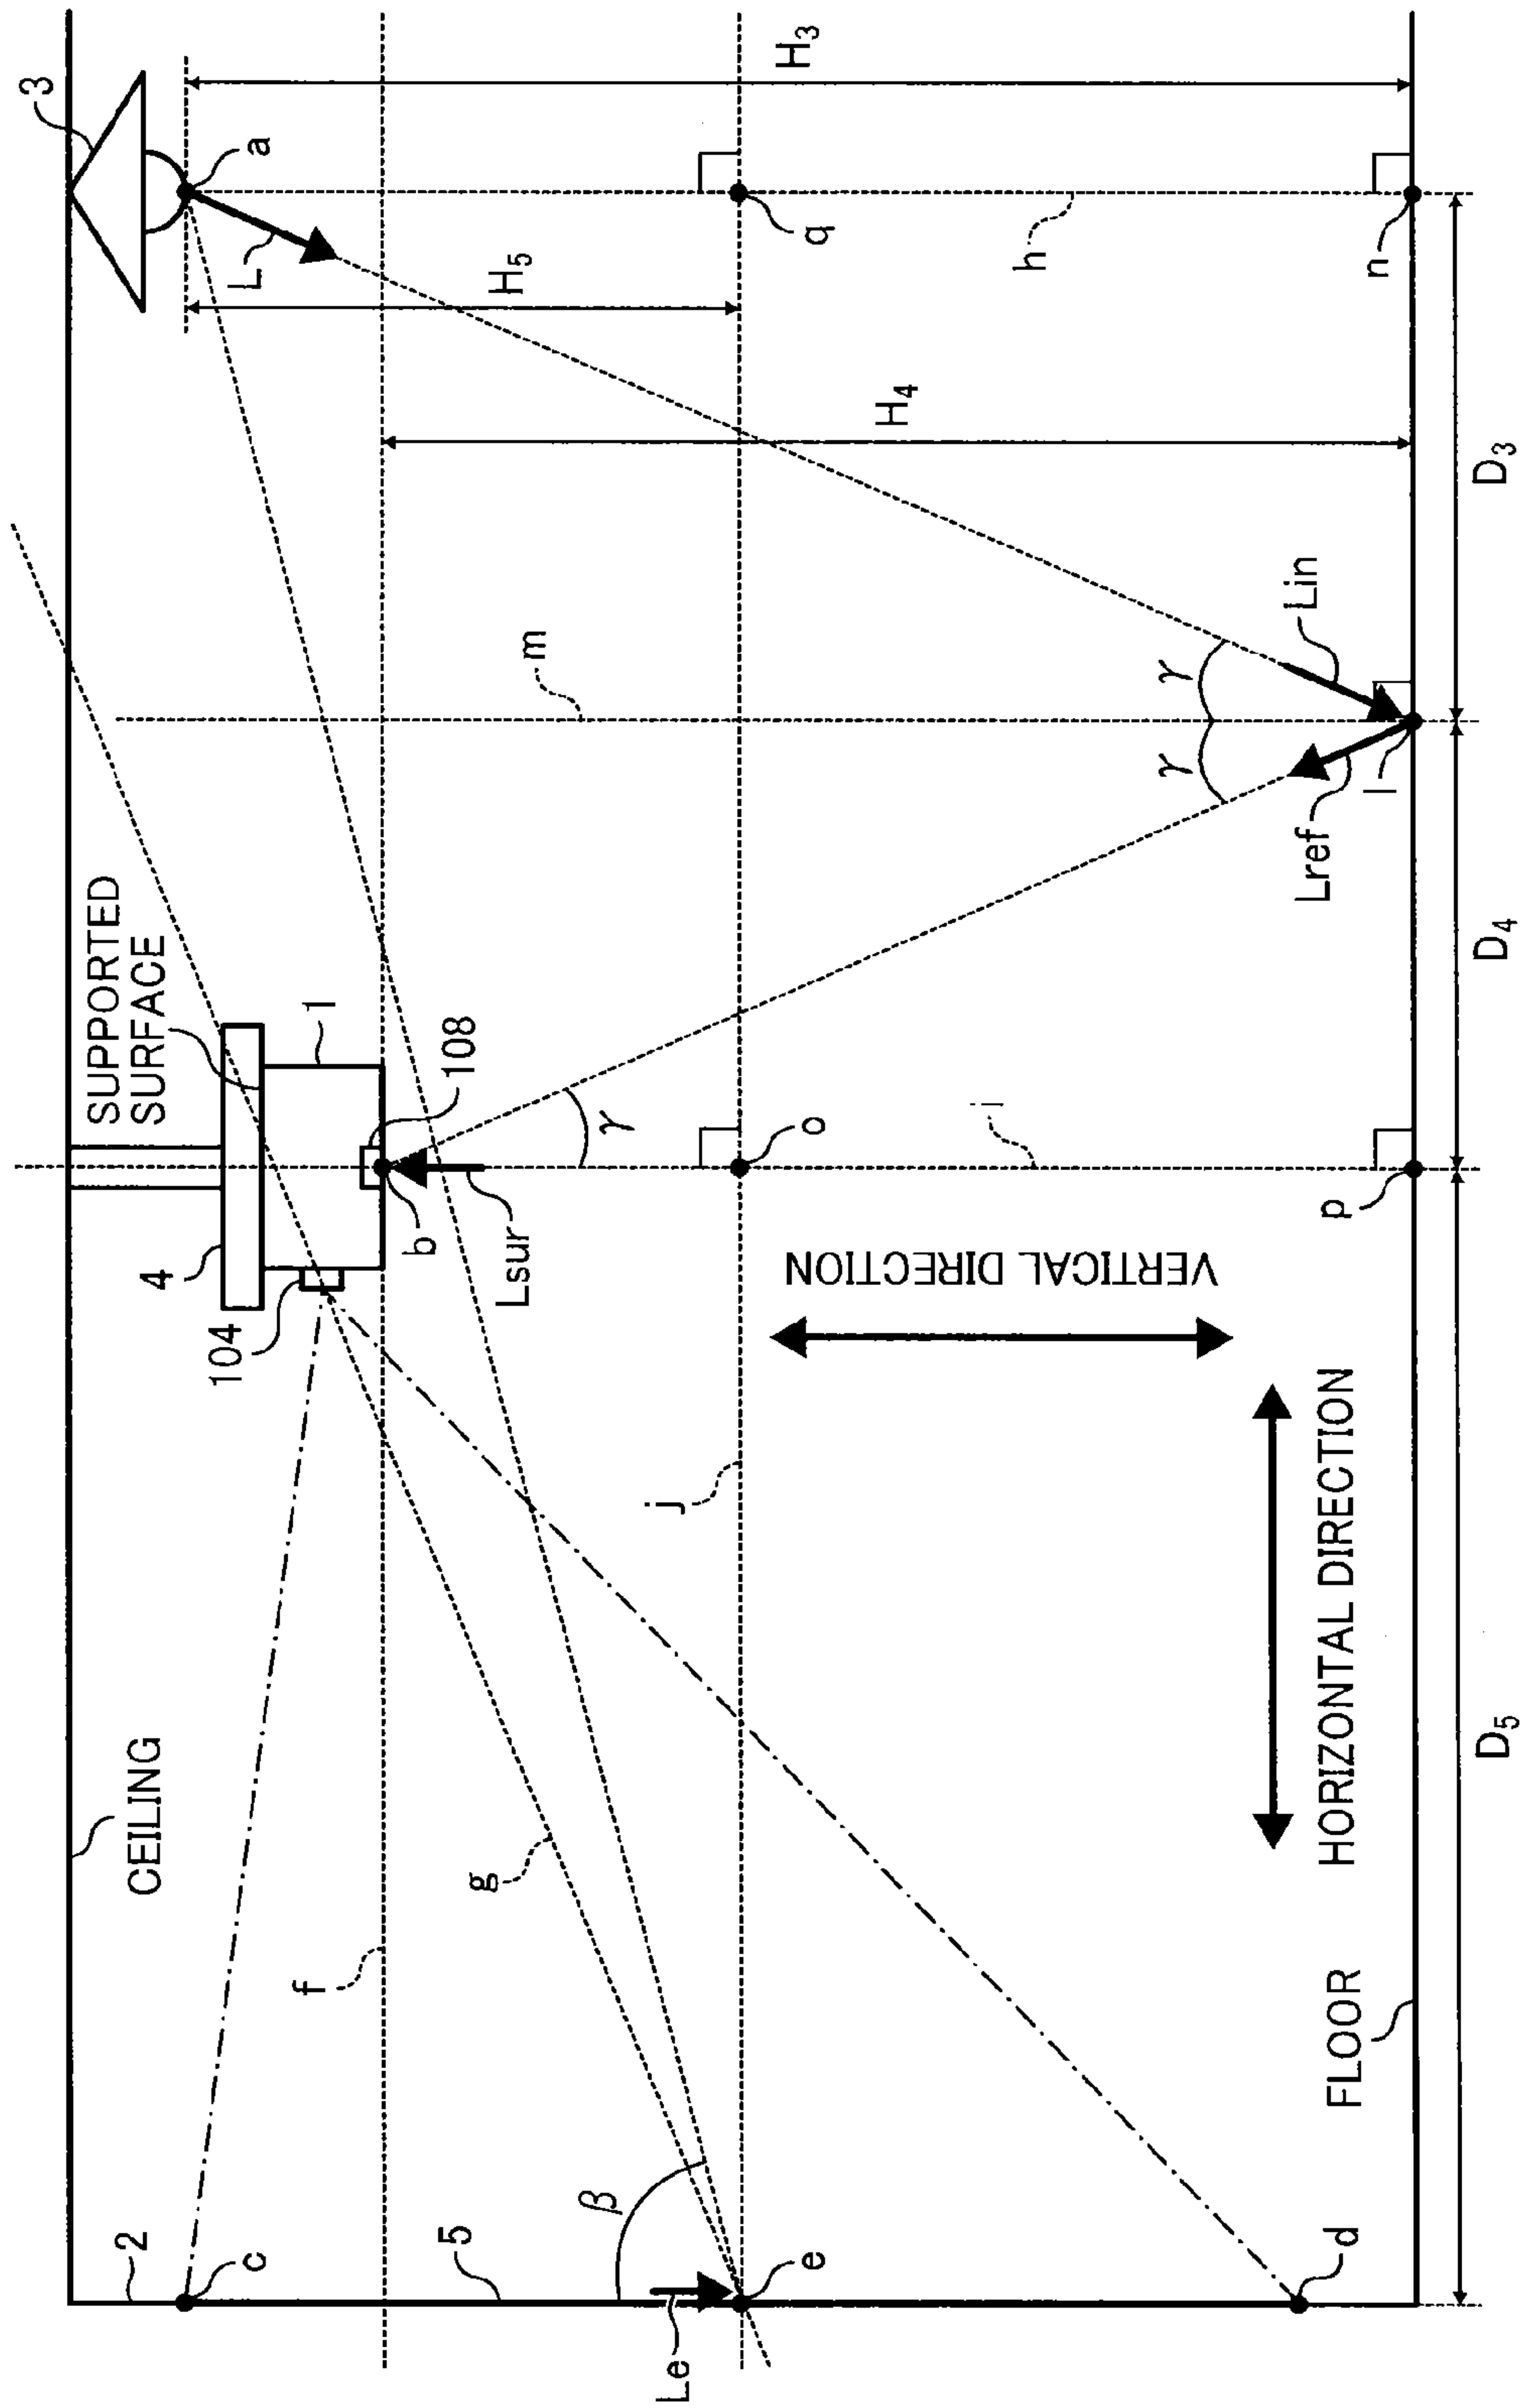 3
a
L
H₃
H₅
q
h
n
H₄
D₃
m
γ
γ
Lin
Lref
l
D₄
SUPPORTED
SURFACE
1
108
γ
o
i
p
4
104
b
Lsur
VERTICAL DIRECTION
HORIZONTAL DIRECTION
j
CEILING
g
f
FLOOR
D₅
2
c
5
β
e
d
Le